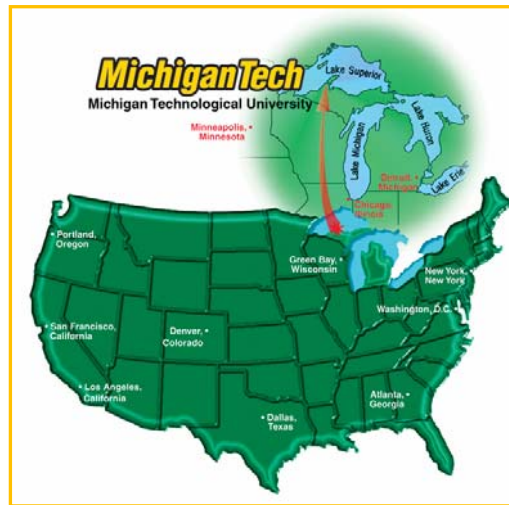 MichiganTech
Michigan Technological University
Lake Superior
Minneapolis,
Minnesota
Lake Michigan
Lake Huron
Detroit,
Michigan
Lake Erie
Chicago,
Illinois
Portland,
Oregon
Green Bay,
Wisconsin
New York,
New York
Washington, D.C.
San Francisco,
California
Denver,
Colorado
Los Angeles,
California
Atlanta,
Georgia
Dallas,
Texas